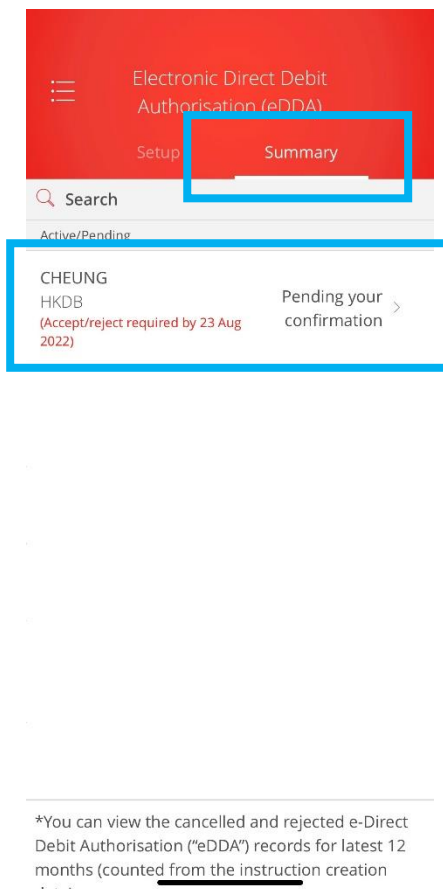 Electronic Direct Debit
Authorisation (eDDA)
Setup
Summary
Search
Active/Pending
CHEUNG
HKDB
(Accept/reject required by 23 Aug
2022)
Pending your
confirmation
*You can view the cancelled and rejected e-Direct
Debit Authorisation (“eDDA”) records for latest 12
months (counted from the instruction creation